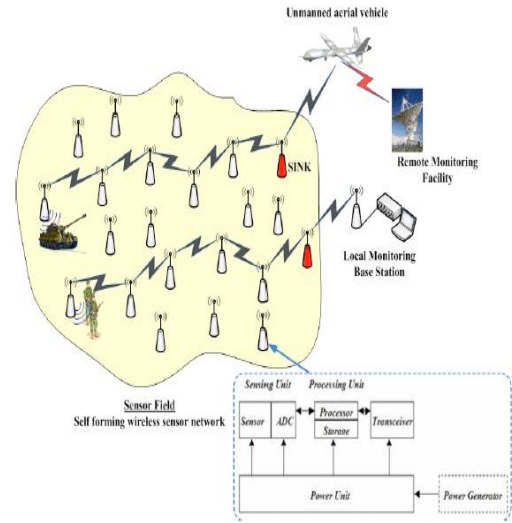 Unmanned aerial vehicle
SINK
Remote Monitoring
Facility
Local Monitoring
Base Station
Sensor Field
Self forming wireless sensor network
Sensing Unit
Processing Unit
Sensor
ADC
Processor
Storage
Transceiver
Power Unit
Power Generator